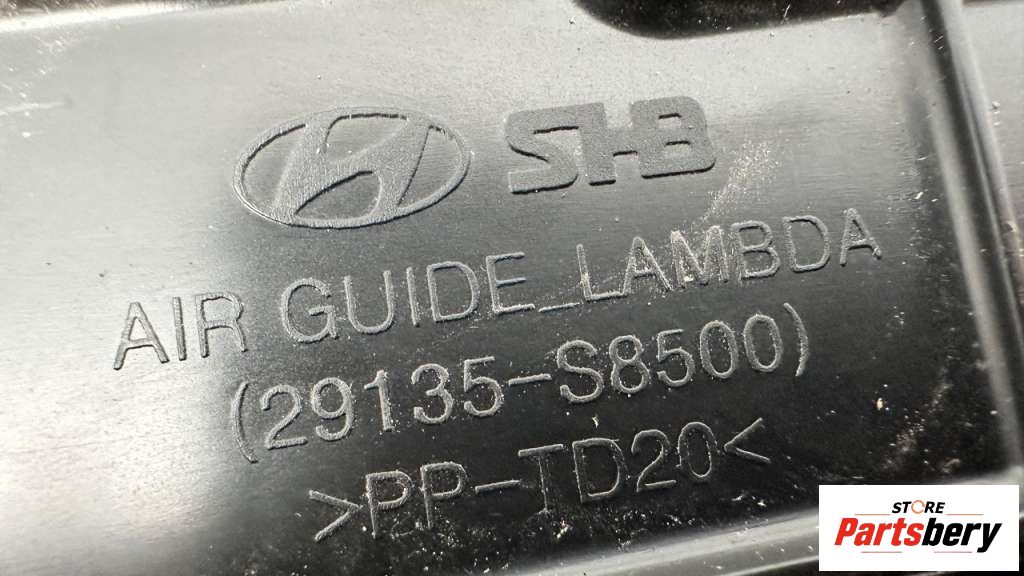 SHB
AIR GUIDE_LAMBDA
(29135-S8500)
>PP-TD20<
STORE
Partsbery